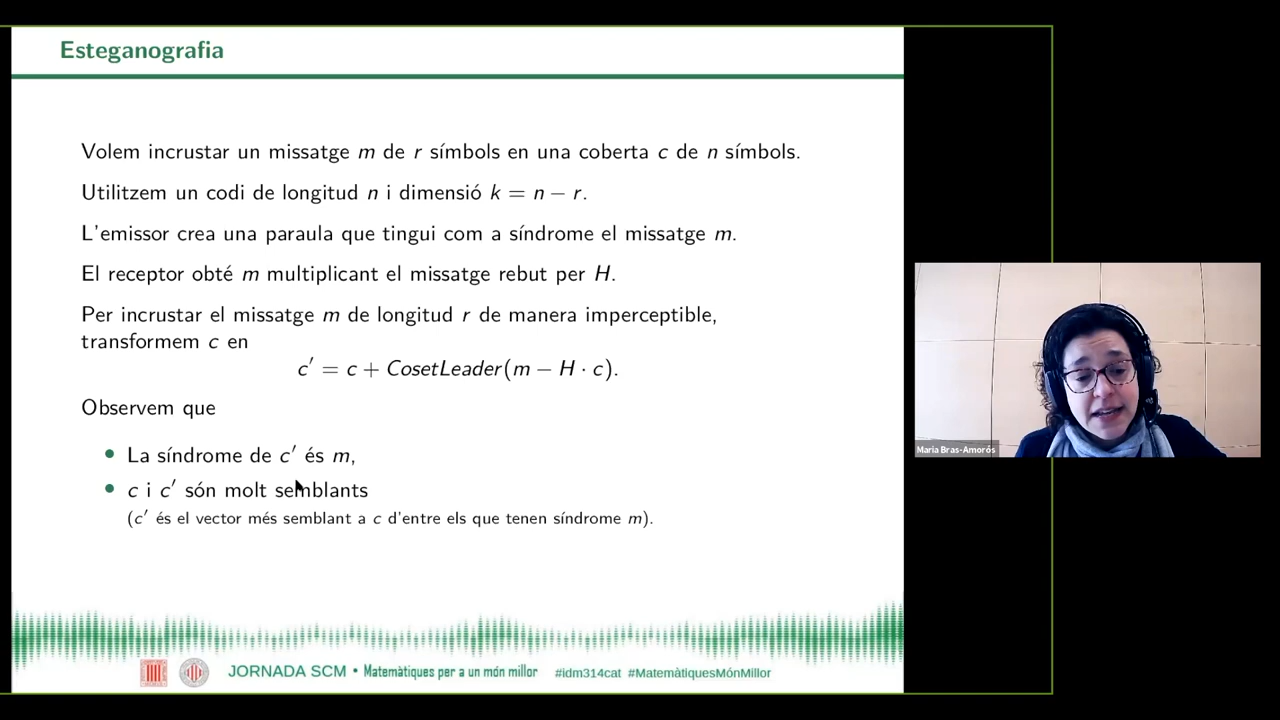 Esteganografia
Volem incrustar un missatge m de r símbols en una coberta c de n símbols.
Utilitzem un codi de longitud n i dimensió k = n − r.
L'emissor crea una paraula que tingui com a síndrome el missatge m.
El receptor obté m multiplicant el missatge rebut per H.
Per incrustar el missatge m de longitud r de manera imperceptible,
transformem c en
c′ = c + CosetLeader(m − H · c).
Observem que
• La síndrome de c′ és m,
• c i c′ són molt semblants
(c′ és el vector més semblant a c d'entre els que tenen síndrome m).
Maria Bras-Amorós
JORNADA SCM • Matemàtiques per a un món millor #idm314cat #MatemàtiquesMónMillor